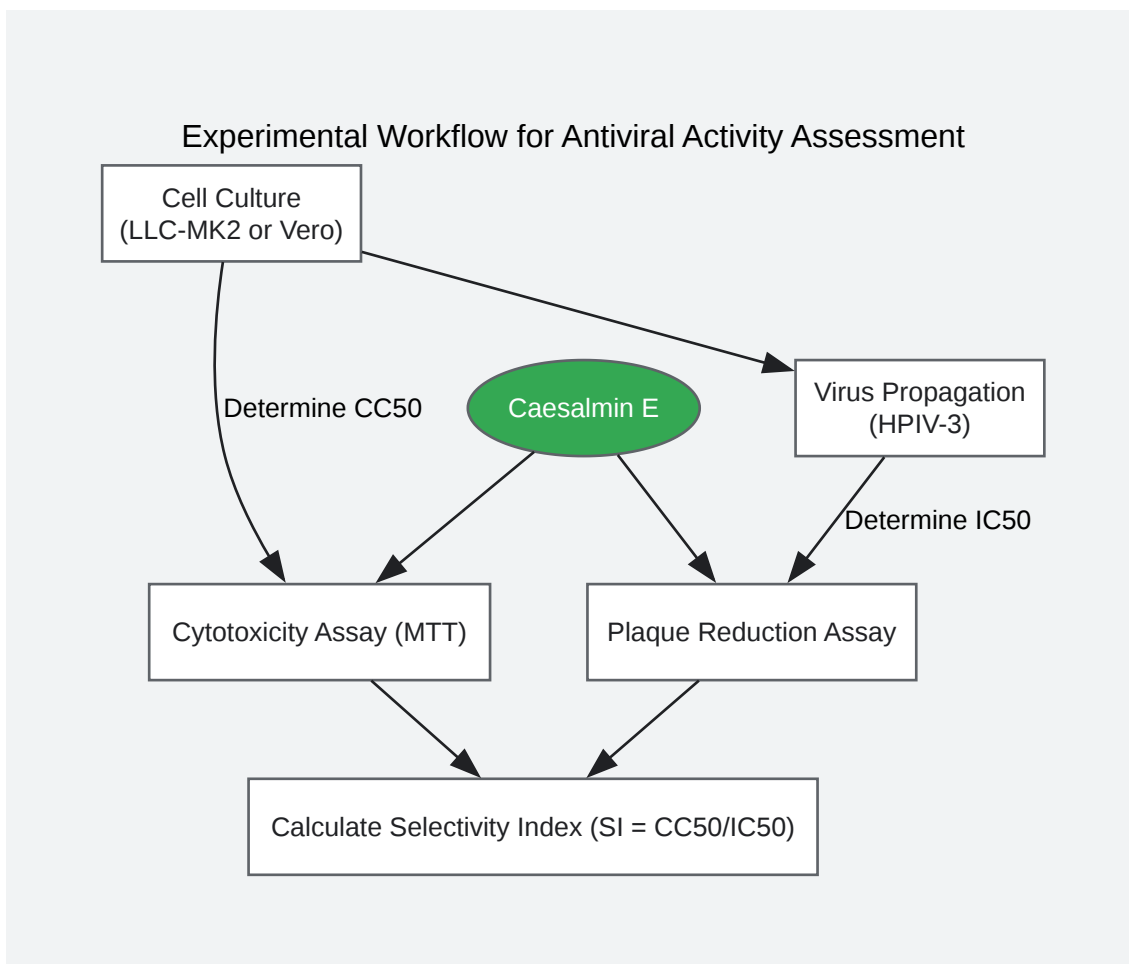 Experimental Workflow for Antiviral Activity Assessment
Cell Culture
(LLC-MK2 or Vero)
Determine CC50
Caesalmin E
Virus Propagation
(HPIV-3)
Determine IC50
Cytotoxicity Assay (MTT)
Plaque Reduction Assay
Calculate Selectivity Index (SI = CC50/IC50)